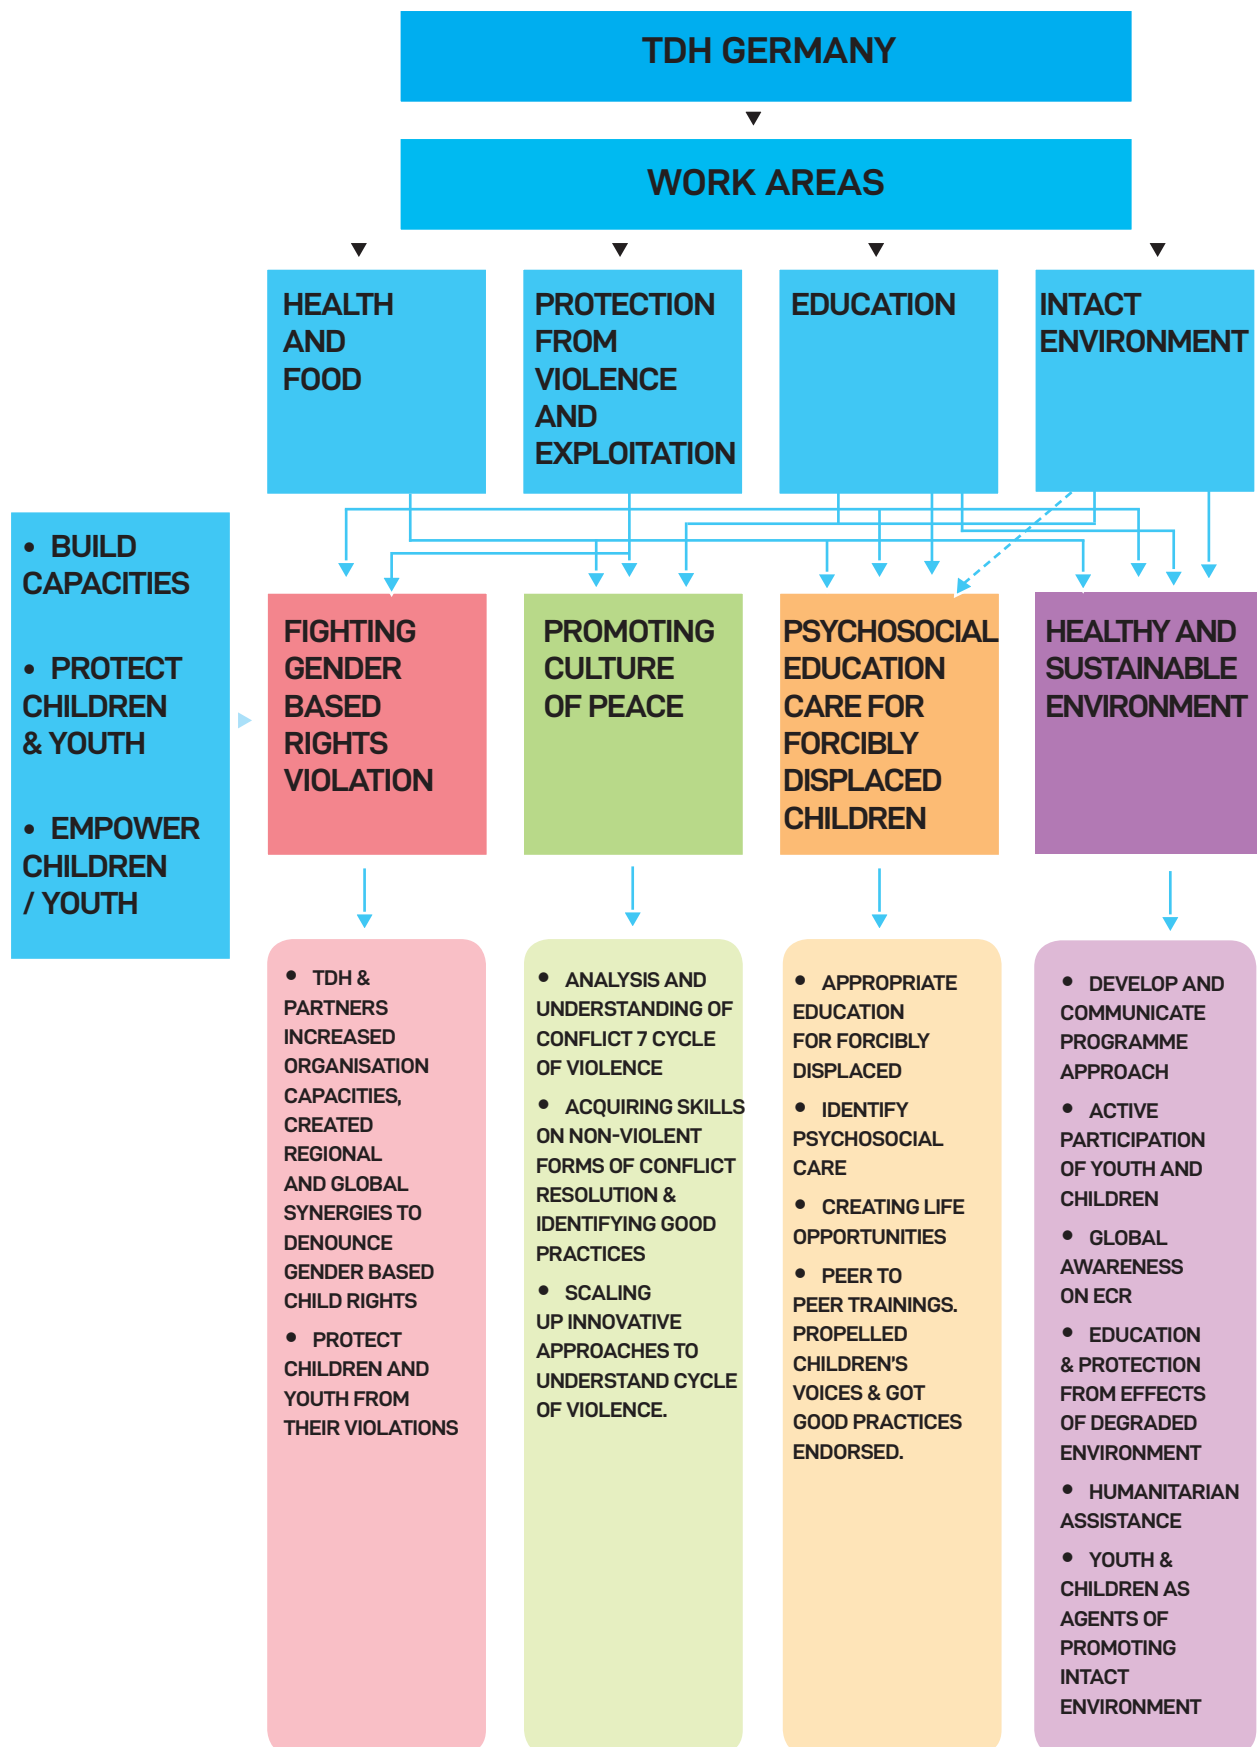 TDH GERMANY
WORK AREAS
HEALTH
AND
FOOD
PROTECTION
FROM
VIOLENCE
AND
EXPLOITATION
EDUCATION
INTACT
ENVIRONMENT
• BUILD
CAPACITIES
• PROTECT
CHILDREN
& YOUTH
• EMPOWER
CHILDREN
/ YOUTH
FIGHTING
GENDER
BASED
RIGHTS
VIOLATION
PROMOTING
CULTURE
OF PEACE
PSYCHOSOCIAL
EDUCATION
CARE FOR
FORCIBLY
DISPLACED
CHILDREN
HEALTHY AND
SUSTAINABLE
ENVIRONMENT
• TDH &
PARTNERS
INCREASED
ORGANISATION
CAPACITIES,
CREATED
REGIONAL
AND GLOBAL
SYNERGIES TO
DENOUNCE
GENDER BASED
CHILD RIGHTS
• PROTECT
CHILDREN AND
YOUTH FROM
THEIR VIOLATIONS
• ANALYSIS AND
UNDERSTANDING OF
CONFLICT 7 CYCLE
OF VIOLENCE
• ACQUIRING SKILLS
ON NON-VIOLENT
FORMS OF CONFLICT
RESOLUTION &
IDENTIFYING GOOD
PRACTICES
• SCALING
UP INNOVATIVE
APPROACHES TO
UNDERSTAND CYCLE
OF VIOLENCE.
• APPROPRIATE
EDUCATION
FOR FORCIBLY
DISPLACED
• IDENTIFY
PSYCHOSOCIAL
CARE
• CREATING LIFE
OPPORTUNITIES
• PEER TO
PEER TRAININGS.
PROPELLED
CHILDREN'S
VOICES & GOT
GOOD PRACTICES
ENDORSED.
• DEVELOP AND
COMMUNICATE
PROGRAMME
APPROACH
• ACTIVE
PARTICIPATION
OF YOUTH AND
CHILDREN
• GLOBAL
AWARENESS
ON ECR
• EDUCATION
& PROTECTION
FROM EFFECTS
OF DEGRADED
ENVIRONMENT
• HUMANITARIAN
ASSISTANCE
• YOUTH &
CHILDREN AS
AGENTS OF
PROMOTING
INTACT
ENVIRONMENT